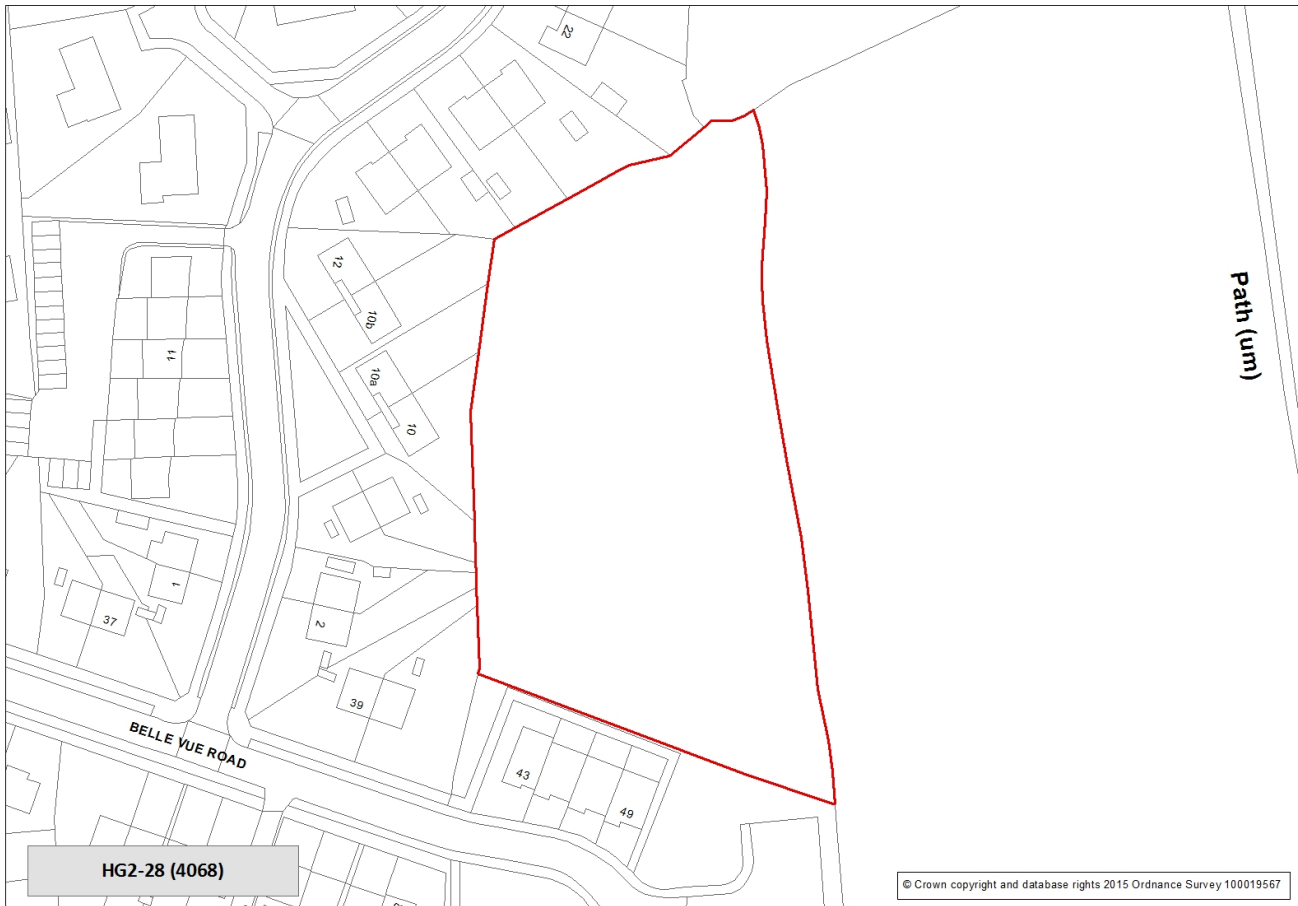 22
12
10b
Path (um)
11
10a
10
1
37
2
39
BELLE VUE ROAD
43
49
HG2-28 (4068)
© Crown copyright and database rights 2015 Ordnance Survey 100019567